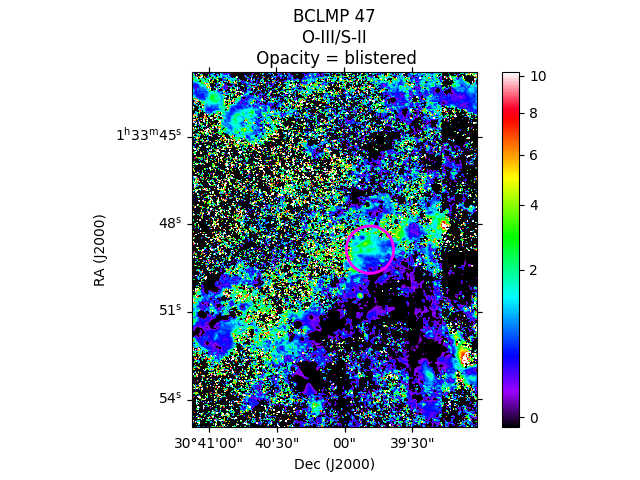 BCLMP 47
O-III/S-II
Opacity = blistered
RA (J2000)
1ʰ33ᵐ45ˢ
48ˢ
51ˢ
54ˢ
30°41'00" 40'30" 00" 39'30"
Dec (J2000)
10
8
6
4
2
0